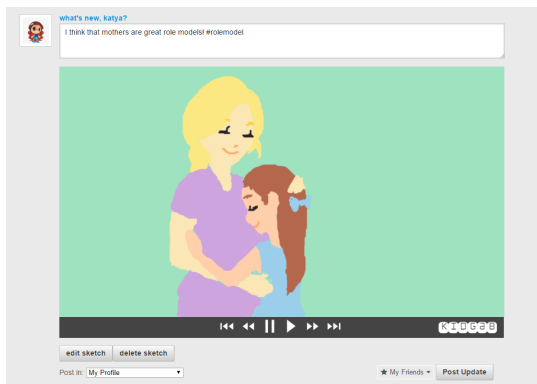 what's new, katya?
I think that mothers are great role models! #rolemodel
KIDGAB
edit sketch delete sketch
Post in: My Profile
My Friends Post Update